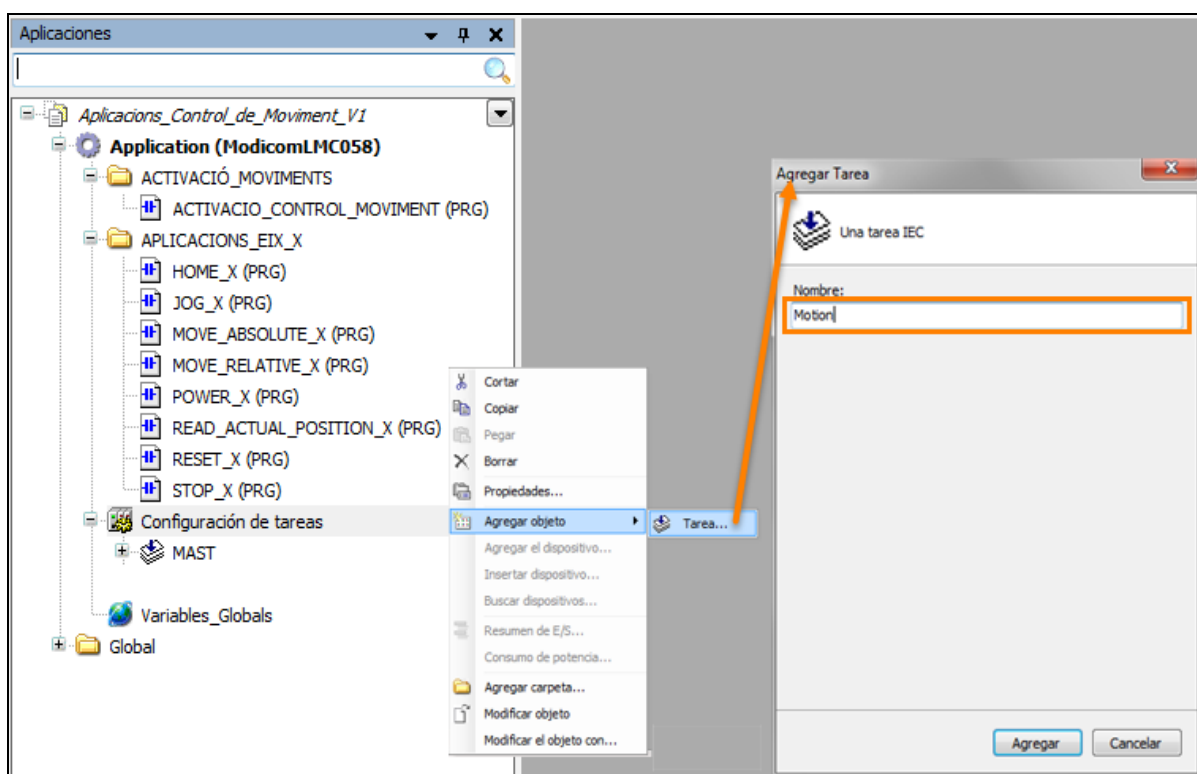 Aplicaciones
Aplicacions_Control_de_Moviment_V1
Application (ModicomLMC058)
ACTIVACIÓ_MOVIMENTS
ACTIVACIO_CONTROL_MOVIMENT (PRG)
APLICACIONS_EIX_X
HOME_X (PRG)
JOG_X (PRG)
MOVE_ABSOLUTE_X (PRG)
MOVE_RELATIVE_X (PRG)
POWER_X (PRG)
READ_ACTUAL_POSITION_X (PRG)
RESET_X (PRG)
STOP_X (PRG)
Configuración de tareas
MAST
Variables_Globals
Global
Cortar
Copiar
Pegar
Borrar
Propiedades...
Agregar objeto
Agregar el dispositivo...
Insertar dispositivo...
Buscar dispositivos...
Resumen de E/S...
Consumo de potencia...
Agregar carpeta...
Modificar objeto
Modificar el objeto con...
Tarea...
Agregar Tarea
Una tarea IEC
Nombre:
Motion
Agregar
Cancelar